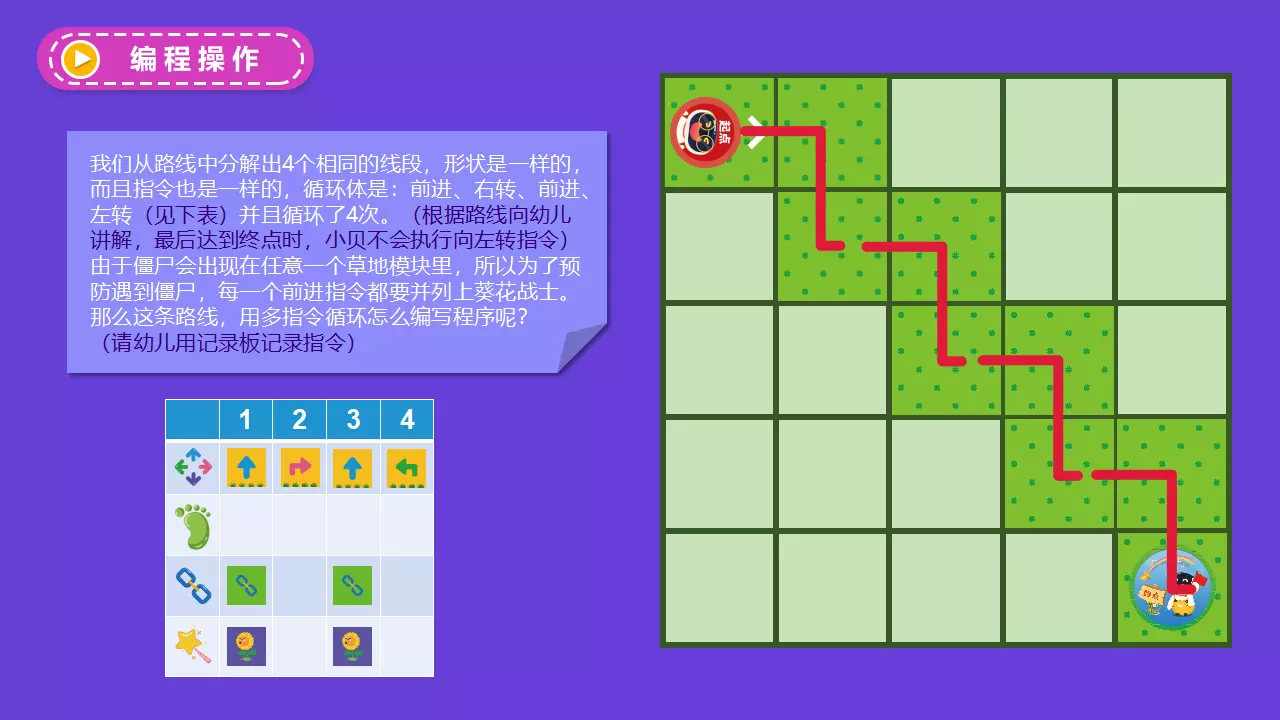 编程操作
我们从路线中分解出4个相同的线段，形状是一样的，
而且指令也是一样的，循环体是：前进、右转、前进、
左转（见下表）并且循环了4次。（根据路线向幼儿
讲解，最后达到终点时，小贝不会执行向左转指令）
由于僵尸会出现在任意一个草地模块里，所以为了预
防遇到僵尸，每一个前进指令都要并列上葵花战士。
那么这条路线，用多指令循环怎么编写程序呢？
（请幼儿用记录板记录指令）
1 2 3 4
起点
终点